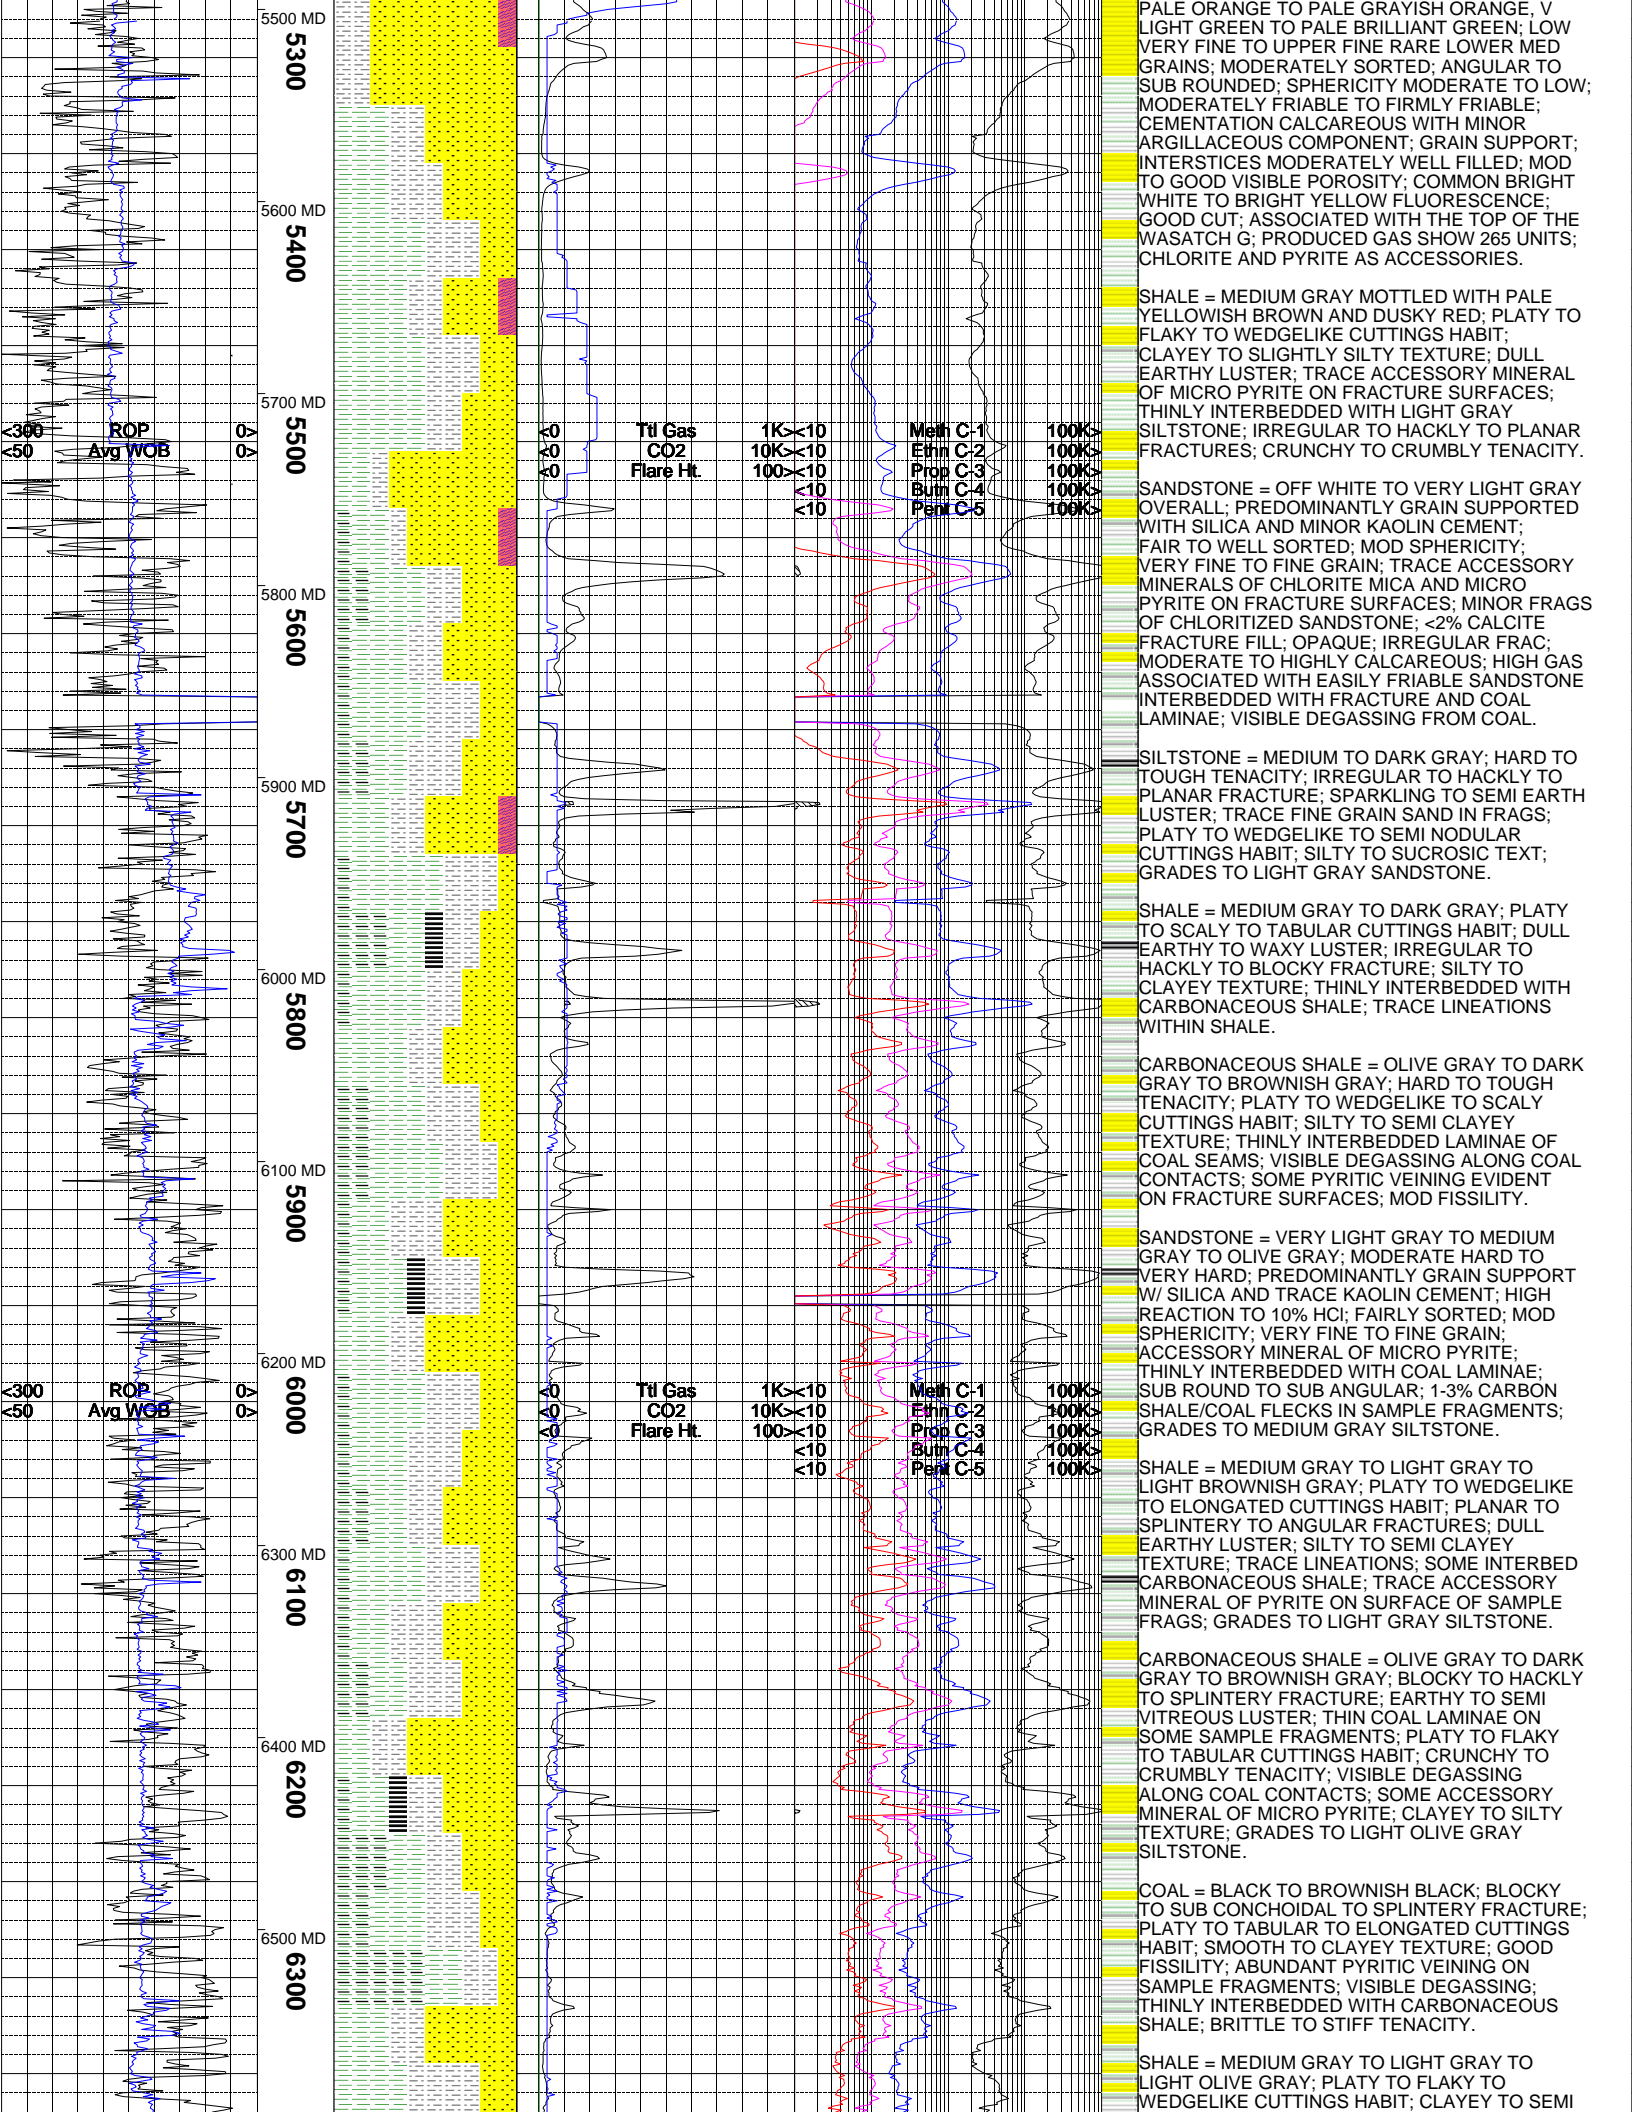 5500 MD
5300
5600 MD
5400
5700 MD
<300 ROP 0>
<50 Avg WOB 0>
5500
<0 Ttl Gas 1K>
<0 CO2 10K>
<0 Flare Ht. 100>
<10 Meth C-1 100K>
<10 Ethn C-2 100K>
<10 Prop C-3 100K>
<10 Butn C-4 100K>
<10 Pent C-5 100K>
5800 MD
5600
5900 MD
5700
6000 MD
5800
6100 MD
5900
6200 MD
<300 ROP 0>
<50 Avg WOB 0>
6000
<0 Ttl Gas 1K>
<0 CO2 10K>
<0 Flare Ht. 100>
<10 Meth C-1 100K>
<10 Ethn C-2 100K>
<10 Prop C-3 100K>
<10 Butn C-4 100K>
<10 Pent C-5 100K>
6300 MD
6100
6400 MD
6200
6500 MD
6300
PALE ORANGE TO PALE GRAYISH ORANGE, V
LIGHT GREEN TO PALE BRILLIANT GREEN; LOW
VERY FINE TO UPPER FINE RARE LOWER MED
GRAINS; MODERATELY SORTED; ANGULAR TO
SUB ROUNDED; SPHERICITY MODERATE TO LOW;
MODERATELY FRIABLE TO FIRMLY FRIABLE;
CEMENTATION CALCAREOUS WITH MINOR
ARGILLACEOUS COMPONENT; GRAIN SUPPORT;
INTERSTICES MODERATELY WELL FILLED; MOD
TO GOOD VISIBLE POROSITY; COMMON BRIGHT
WHITE TO BRIGHT YELLOW FLUORESCENCE;
GOOD CUT; ASSOCIATED WITH THE TOP OF THE
WASATCH G; PRODUCED GAS SHOW 265 UNITS;
CHLORITE AND PYRITE AS ACCESSORIES.
SHALE = MEDIUM GRAY MOTTLED WITH PALE
YELLOWISH BROWN AND DUSKY RED; PLATY TO
FLAKY TO WEDGELIKE CUTTINGS HABIT;
CLAYEY TO SLIGHTLY SILTY TEXTURE; DULL
EARTHY LUSTER; TRACE ACCESSORY MINERAL
OF MICRO PYRITE ON FRACTURE SURFACES;
THINLY INTERBEDDED WITH LIGHT GRAY
SILTSTONE; IRREGULAR TO HACKLY TO PLANAR
FRACTURES; CRUNCHY TO CRUMBLY TENACITY.
SANDSTONE = OFF WHITE TO VERY LIGHT GRAY
OVERALL; PREDOMINANTLY GRAIN SUPPORTED
WITH SILICA AND MINOR KAOLIN CEMENT;
FAIR TO WELL SORTED; MOD SPHERICITY;
VERY FINE TO FINE GRAIN; TRACE ACCESSORY
MINERALS OF CHLORITE MICA AND MICRO
PYRITE ON FRACTURE SURFACES; MINOR FRAGS
OF CHLORITIZED SANDSTONE; <2% CALCITE
FRACTURE FILL; OPAQUE; IRREGULAR FRAC;
MODERATE TO HIGHLY CALCAREOUS; HIGH GAS
ASSOCIATED WITH EASILY FRIABLE SANDSTONE
INTERBEDDED WITH FRACTURE AND COAL
LAMINAE; VISIBLE DEGASSING FROM COAL.
SILTSTONE = MEDIUM TO DARK GRAY; HARD TO
TOUGH TENACITY; IRREGULAR TO HACKLY TO
PLANAR FRACTURE; SPARKLING TO SEMI EARTH
LUSTER; TRACE FINE GRAIN SAND IN FRAGS;
PLATY TO WEDGELIKE TO SEMI NODULAR
CUTTINGS HABIT; SILTY TO SUCROSIC TEXT;
GRADES TO LIGHT GRAY SANDSTONE.
SHALE = MEDIUM GRAY TO DARK GRAY; PLATY
TO SCALY TO TABULAR CUTTINGS HABIT; DULL
EARTHY TO WAXY LUSTER; IRREGULAR TO
HACKLY TO BLOCKY FRACTURE; SILTY TO
CLAYEY TEXTURE; THINLY INTERBEDDED WITH
CARBONACEOUS SHALE; TRACE LINEATIONS
WITHIN SHALE.
CARBONACEOUS SHALE = OLIVE GRAY TO DARK
GRAY TO BROWNISH GRAY; HARD TO TOUGH
TENACITY; PLATY TO WEDGELIKE TO SCALY
CUTTINGS HABIT; SILTY TO SEMI CLAYEY
TEXTURE; THINLY INTERBEDDED LAMINAE OF
COAL SEAMS; VISIBLE DEGASSING ALONG COAL
CONTACTS; SOME PYRITIC VEINING EVIDENT
ON FRACTURE SURFACES; MOD FISSILITY.
SANDSTONE = VERY LIGHT GRAY TO MEDIUM
GRAY TO OLIVE GRAY; MODERATE HARD TO
VERY HARD; PREDOMINANTLY GRAIN SUPPORT
W/ SILICA AND TRACE KAOLIN CEMENT; HIGH
REACTION TO 10% HCl; FAIRLY SORTED; MOD
SPHERICITY; VERY FINE TO FINE GRAIN;
ACCESSORY MINERAL OF MICRO PYRITE;
THINLY INTERBEDDED WITH COAL LAMINAE;
SUB ROUND TO SUB ANGULAR; 1-3% CARBON
SHALE/COAL FLECKS IN SAMPLE FRAGMENTS;
GRADES TO MEDIUM GRAY SILTSTONE.
SHALE = MEDIUM GRAY TO LIGHT GRAY TO
LIGHT BROWNISH GRAY; PLATY TO WEDGELIKE
TO ELONGATED CUTTINGS HABIT; PLANAR TO
SPLINTERY TO ANGULAR FRACTURES; DULL
EARTHY LUSTER; SILTY TO SEMI CLAYEY
TEXTURE; TRACE LINEATIONS; SOME INTERBED
CARBONACEOUS SHALE; TRACE ACCESSORY
MINERAL OF PYRITE ON SURFACE OF SAMPLE
FRAGS; GRADES TO LIGHT GRAY SILTSTONE.
CARBONACEOUS SHALE = OLIVE GRAY TO DARK
GRAY TO BROWNISH GRAY; BLOCKY TO HACKLY
TO SPLINTERY FRACTURE; EARTHY TO SEMI
VITREOUS LUSTER; THIN COAL LAMINAE ON
SOME SAMPLE FRAGMENTS; PLATY TO FLAKY
TO TABULAR CUTTINGS HABIT; CRUNCHY TO
CRUMBLY TENACITY; VISIBLE DEGASSING
ALONG COAL CONTACTS; SOME ACCESSORY
MINERAL OF MICRO PYRITE; CLAYEY TO SILTY
TEXTURE; GRADES TO LIGHT OLIVE GRAY
SILTSTONE.
COAL = BLACK TO BROWNISH BLACK; BLOCKY
TO SUB CONCHOIDAL TO SPLINTERY FRACTURE;
PLATY TO TABULAR TO ELONGATED CUTTINGS
HABIT; SMOOTH TO CLAYEY TEXTURE; GOOD
FISSILITY; ABUNDANT PYRITIC VEINING ON
SAMPLE FRAGMENTS; VISIBLE DEGASSING;
THINLY INTERBEDDED WITH CARBONACEOUS
SHALE; BRITTLE TO STIFF TENACITY.
SHALE = MEDIUM GRAY TO LIGHT GRAY TO
LIGHT OLIVE GRAY; PLATY TO FLAKY TO
WEDGELIKE CUTTINGS HABIT; CLAYEY TO SEMI